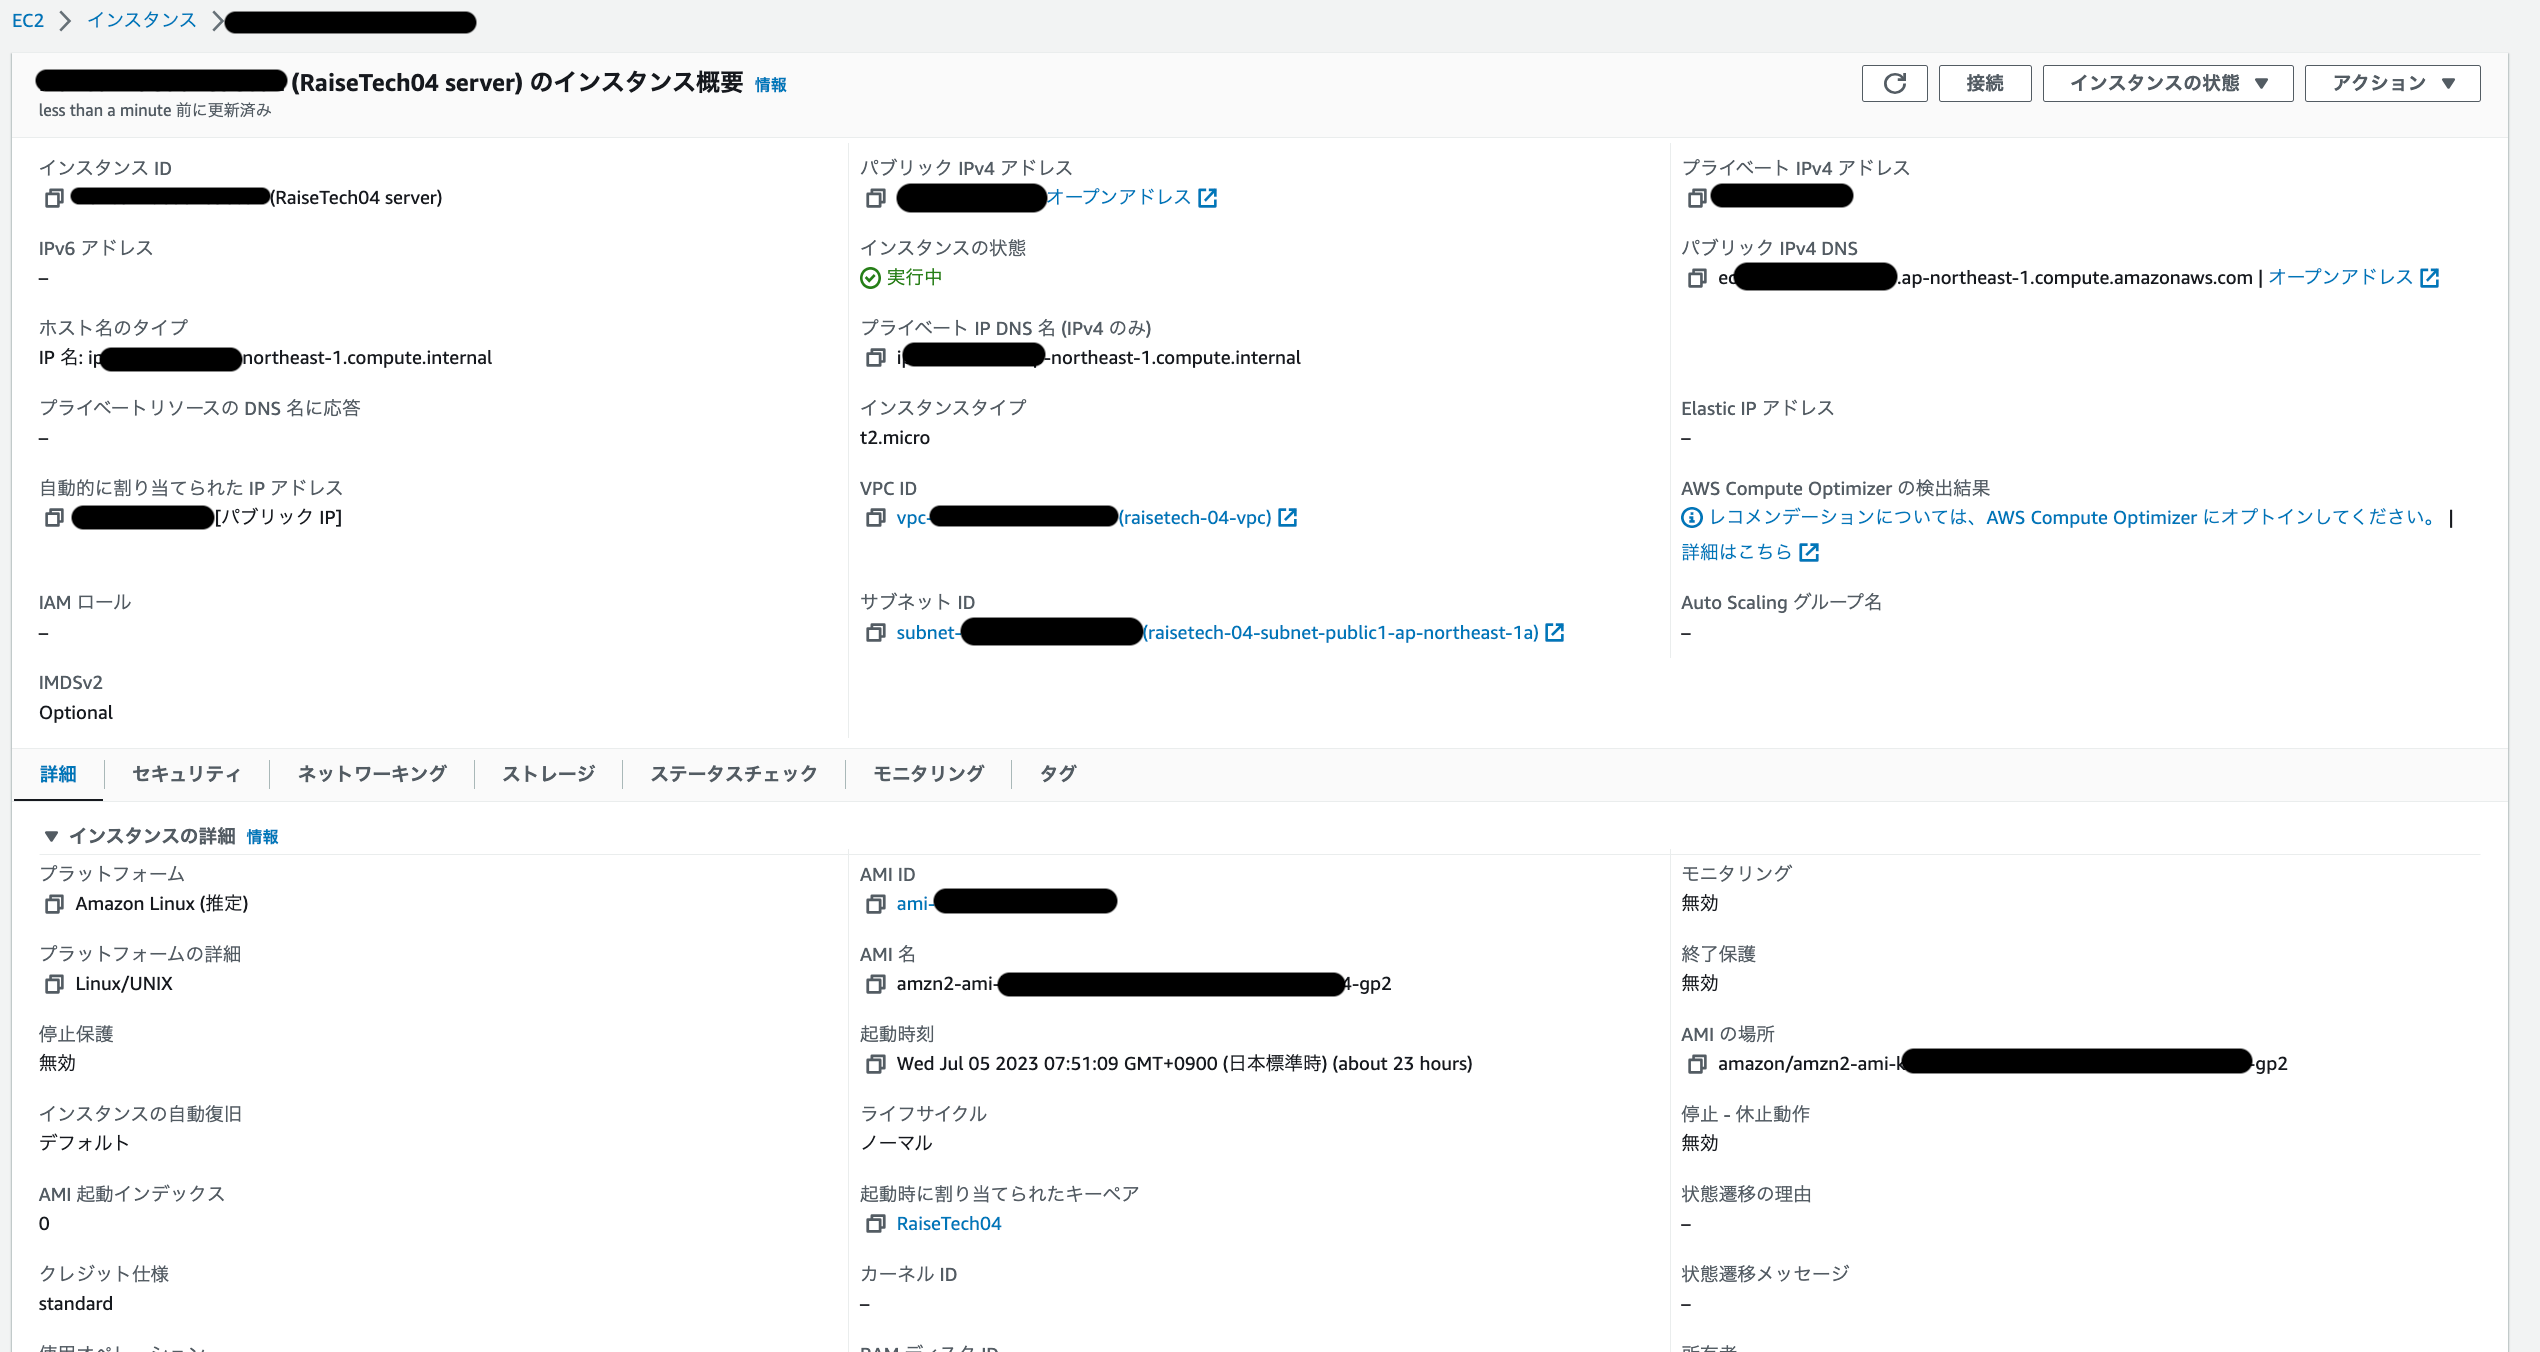 EC2 > インスタンス >
(RaiseTech04 server) のインスタンス概要 情報
less than a minute 前に更新済み
接続
インスタンスの状態 ▼
アクション ▼
インスタンス ID
(RaiseTech04 server)
パブリック IPv4 アドレス
オープンアドレス
プライベート IPv4 アドレス
IPv6 アドレス
–
インスタンスの状態
実行中
パブリック IPv4 DNS
ec .ap-northeast-1.compute.amazonaws.com | オープンアドレス
ホスト名のタイプ
IP 名: ip northeast-1.compute.internal
プライベート IP DNS 名 (IPv4 のみ)
i -northeast-1.compute.internal
プライベートリソースの DNS 名に応答
–
インスタンスタイプ
t2.micro
Elastic IP アドレス
–
自動的に割り当てられた IP アドレス
[パブリック IP]
VPC ID
vpc- (raisetech-04-vpc)
AWS Compute Optimizer の検出結果
レコメンデーションについては、AWS Compute Optimizer にオプトインしてください。 |
詳細はこちら
IAM ロール
–
サブネット ID
subnet- (raisetech-04-subnet-public1-ap-northeast-1a)
Auto Scaling グループ名
–
IMDSv2
Optional
詳細
セキュリティ
ネットワーキング
ストレージ
ステータスチェック
モニタリング
タグ
▼ インスタンスの詳細 情報
プラットフォーム
Amazon Linux (推定)
AMI ID
ami-
モニタリング
無効
プラットフォームの詳細
Linux/UNIX
AMI 名
amzn2-ami- 4-gp2
終了保護
無効
停止保護
無効
起動時刻
Wed Jul 05 2023 07:51:09 GMT+0900 (日本標準時) (about 23 hours)
AMI の場所
amazon/amzn2-ami-k -gp2
インスタンスの自動復旧
デフォルト
ライフサイクル
ノーマル
停止 - 休止動作
無効
AMI 起動インデックス
0
起動時に割り当てられたキーペア
RaiseTech04
状態遷移の理由
–
クレジット仕様
standard
カーネル ID
–
状態遷移メッセージ
–
使用オペレーション
RAM ディスク ID
所有者